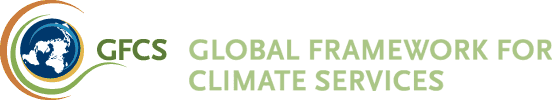 GFCS GLOBAL FRAMEWORK FOR
CLIMATE SERVICES